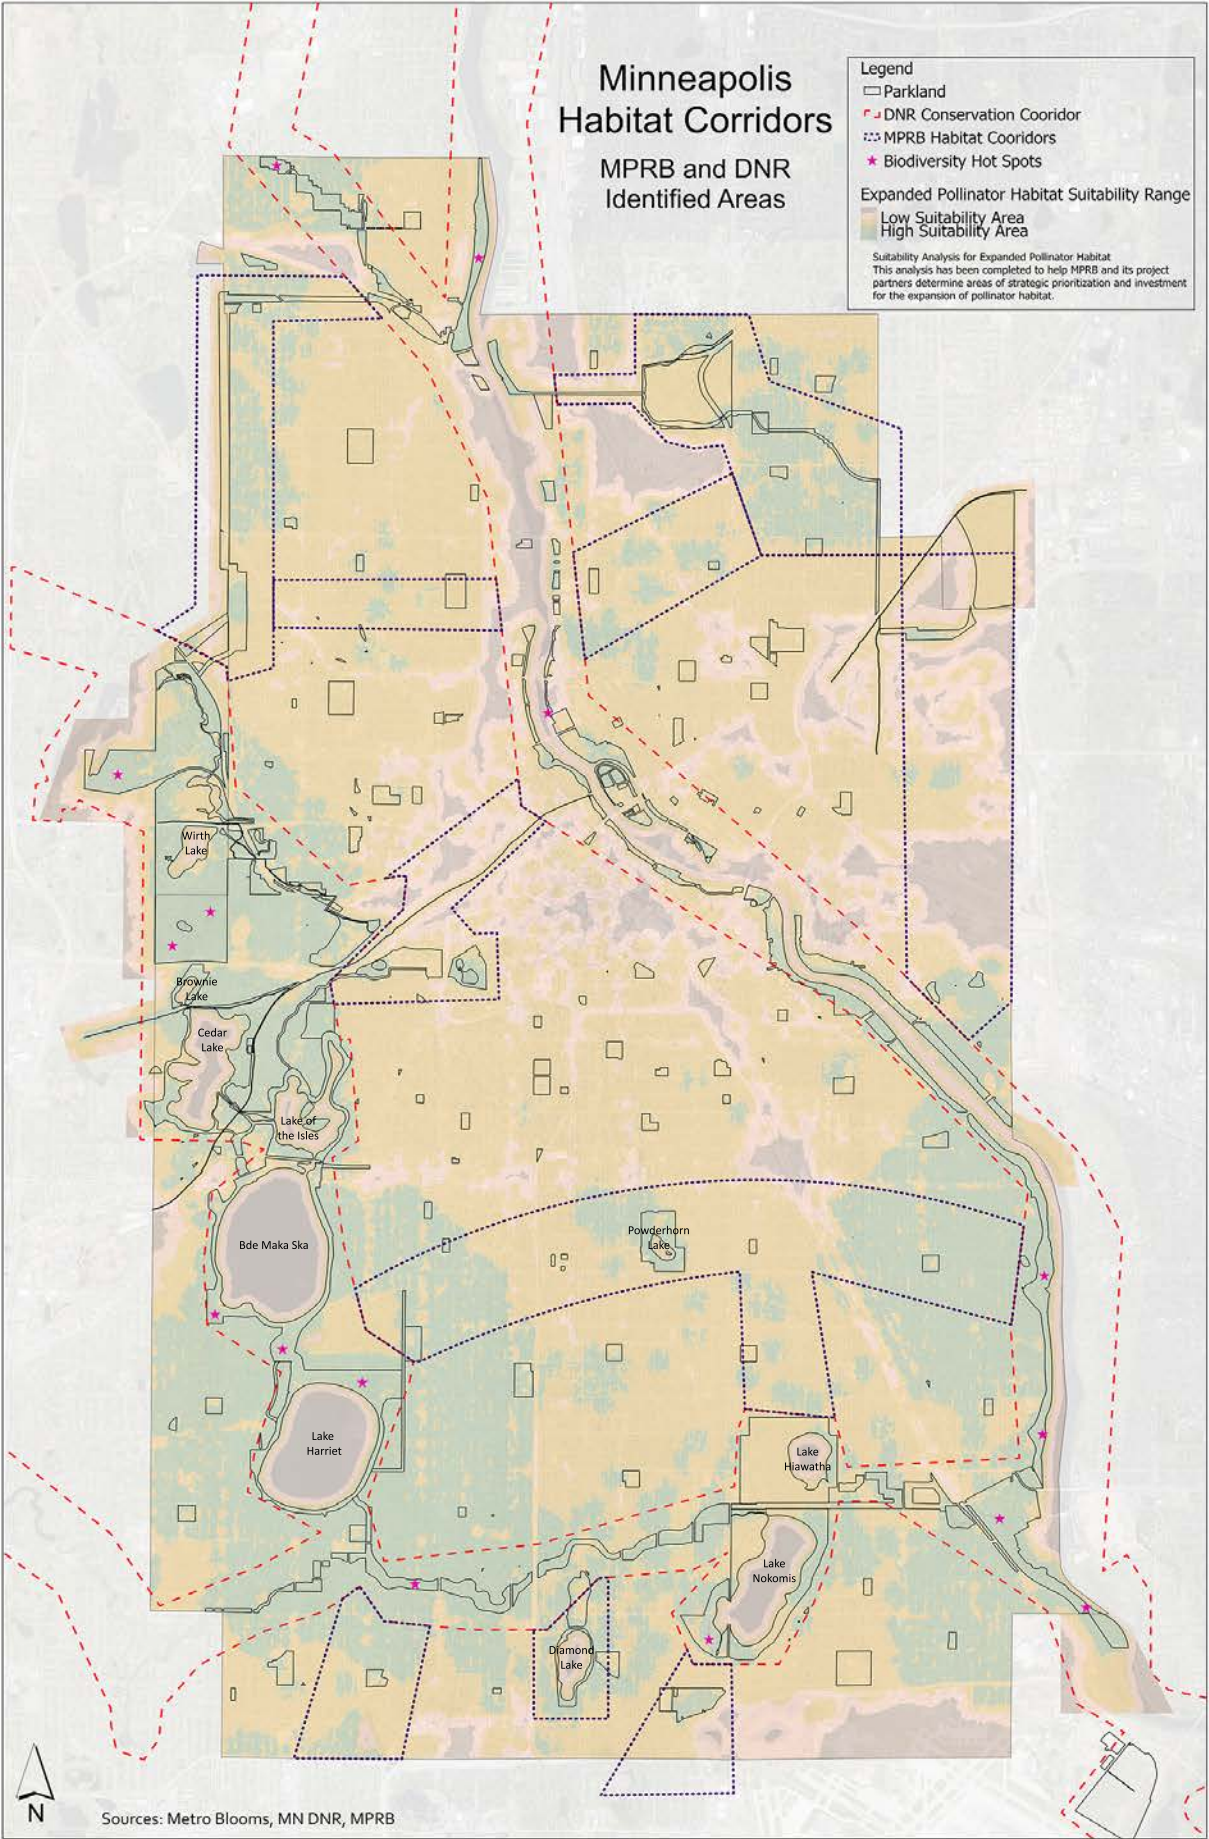 Minneapolis
Habitat Corridors
MPRB and DNR
Identified Areas
Legend
Parkland
DNR Conservation Cooridor
MPRB Habitat Cooridors
Biodiversity Hot Spots
Expanded Pollinator Habitat Suitability Range
Low Suitability Area
High Suitability Area
Suitability Analysis for Expanded Pollinator Habitat
This analysis has been completed to help MPRB and its project
partners determine areas of strategic prioritization and investment
for the expansion of pollinator habitat.
Wirth
Lake
Brownie
Lake
Cedar
Lake
Lake of
the Isles
Bde Maka Ska
Powderhorn
Lake
Lake
Harriet
Lake
Hiawatha
Lake
Nokomis
Diamond
Lake
N
Sources: Metro Blooms, MN DNR, MPRB